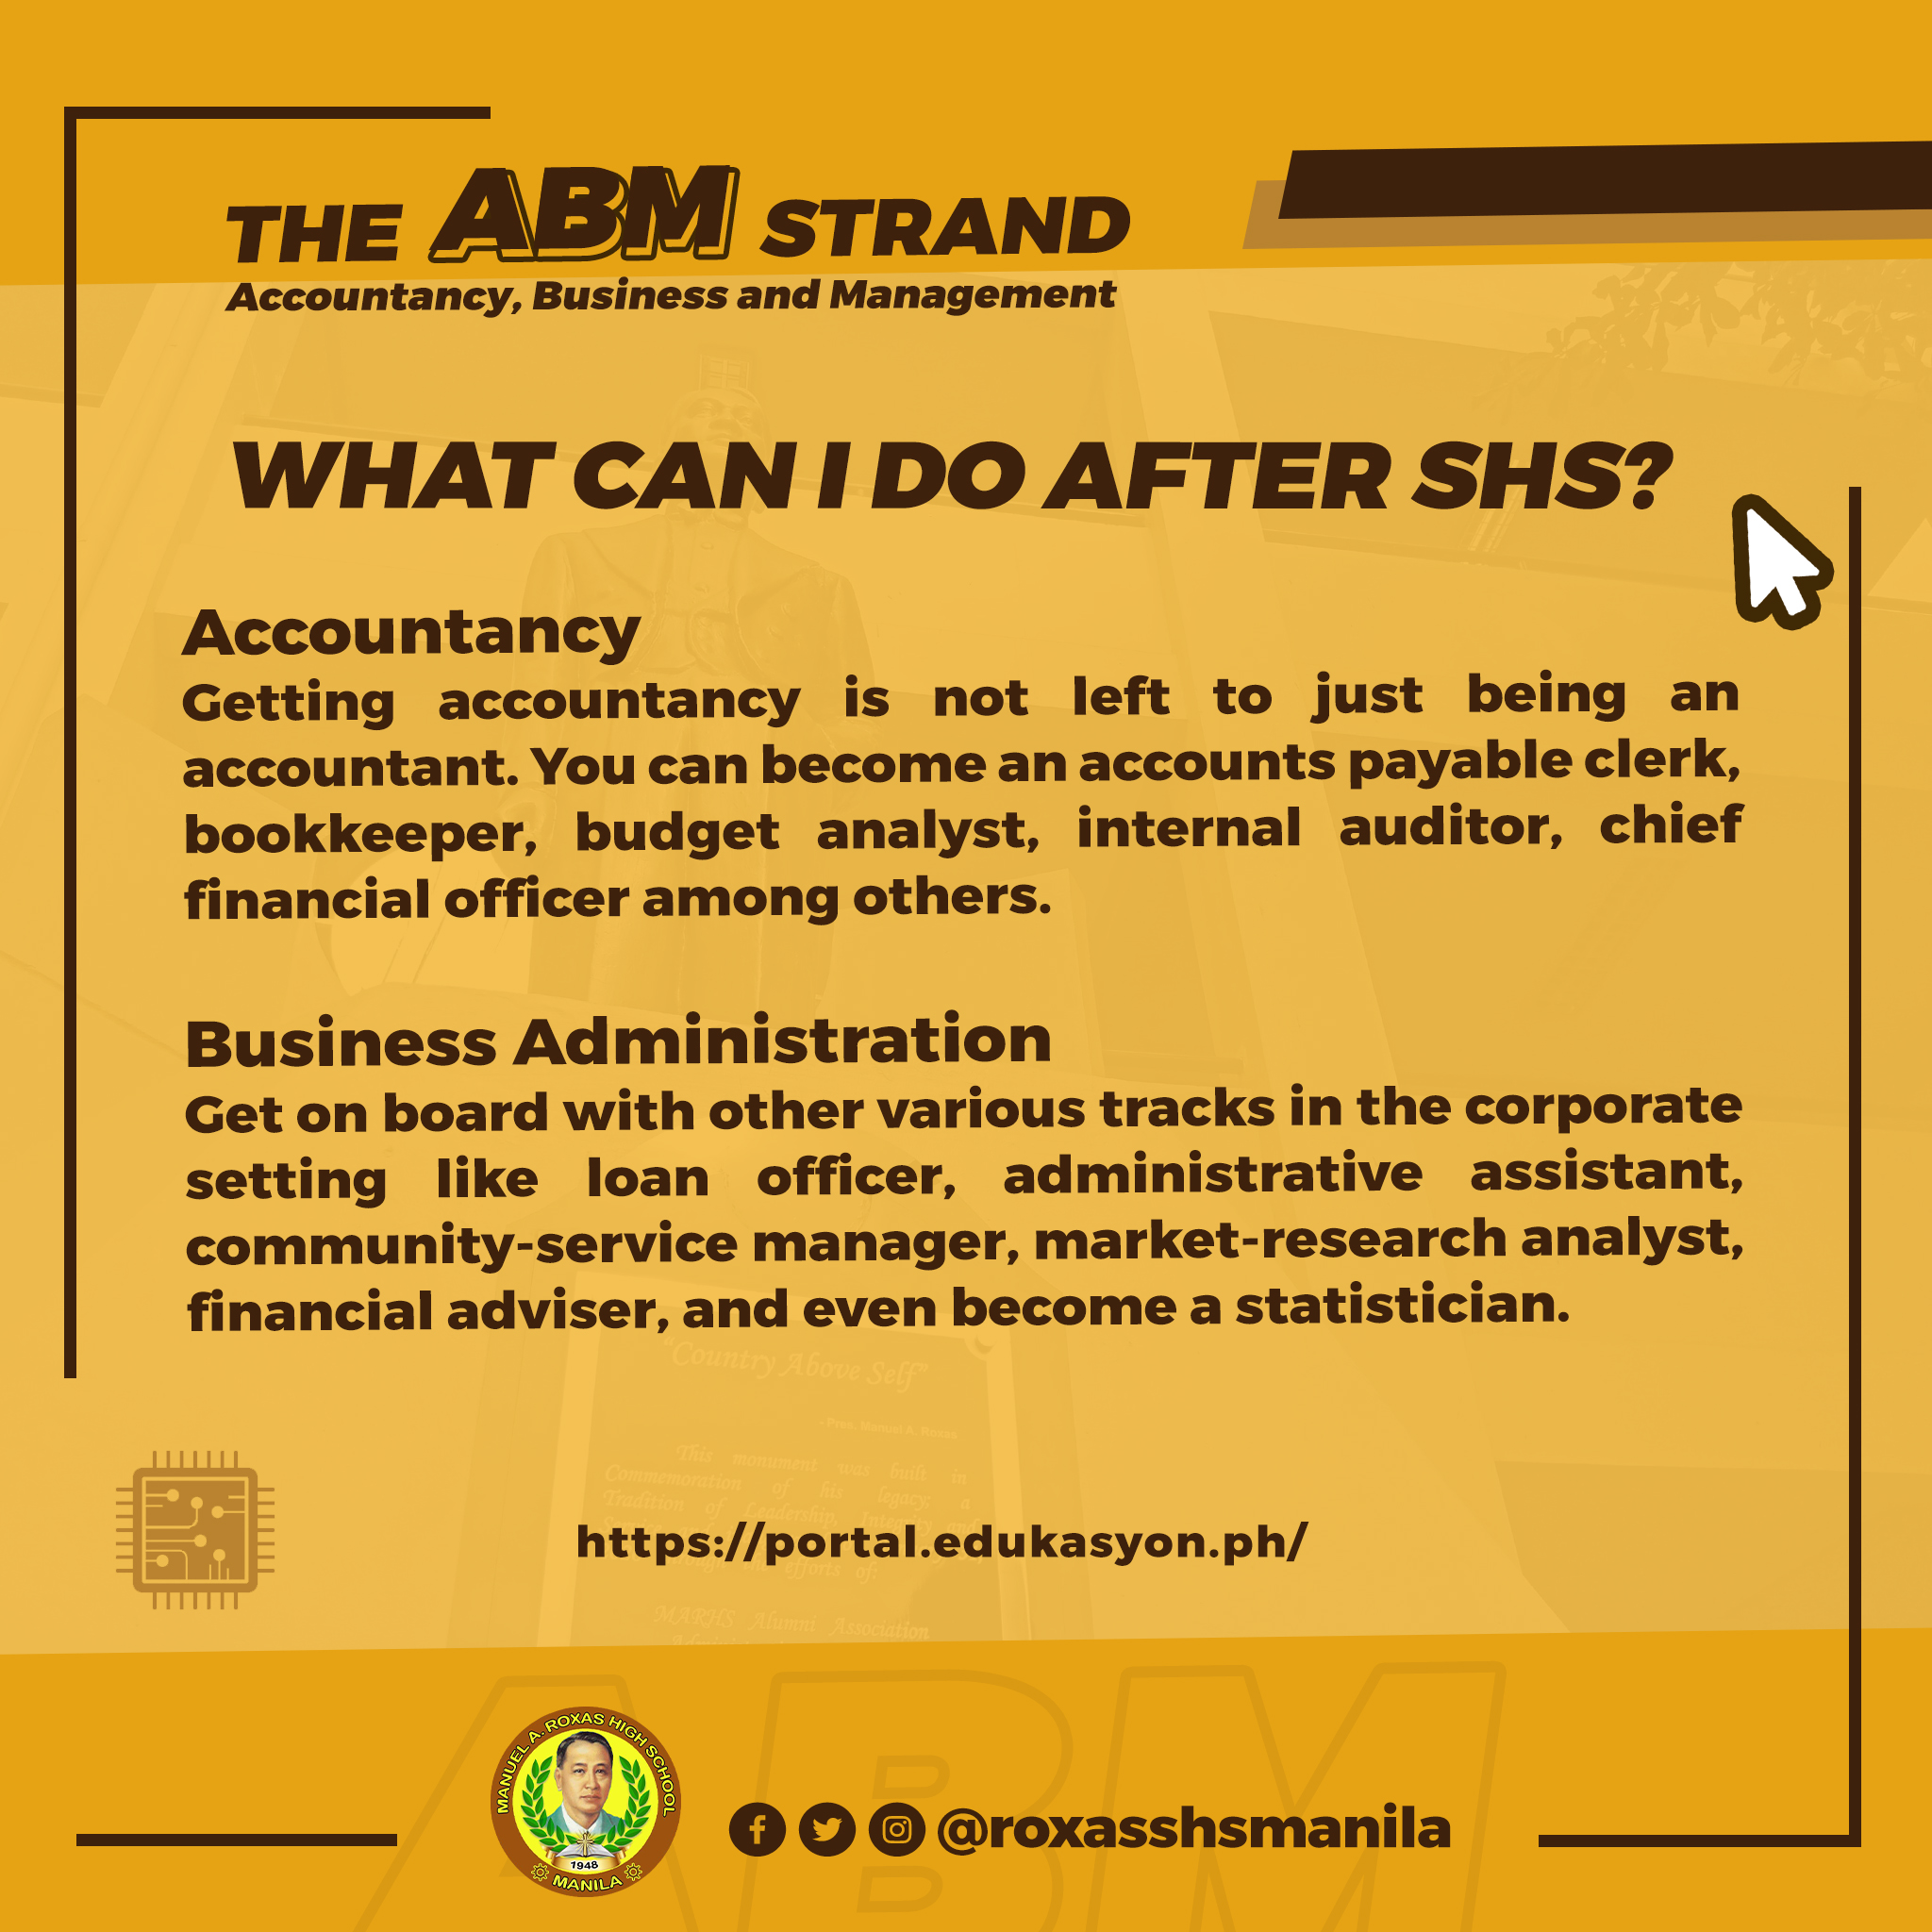 THE ABM STRAND
Accountancy, Business and Management
WHAT CAN I DO AFTER SHS?
Accountancy
Getting accountancy is not left to just being an
accountant. You can become an accounts payable clerk,
bookkeeper, budget analyst, internal auditor, chief
financial officer among others.
Business Administration
Get on board with other various tracks in the corporate
setting like loan officer, administrative assistant,
community-service manager, market-research analyst,
financial adviser, and even become a statistician.
"Country Above Self"
- Pres. Manuel A. Roxas
This monument was built in
Commemoration of his legacy, a
Tradition of Leadership, Integrity and
https://portal.edukasyon.ph/
efforts of:
MARHS Alumni Association
ABM
B
B
MANUEL A. ROXAS HIGH SCHOOL
1948
MANILA
@roxasshsmanila